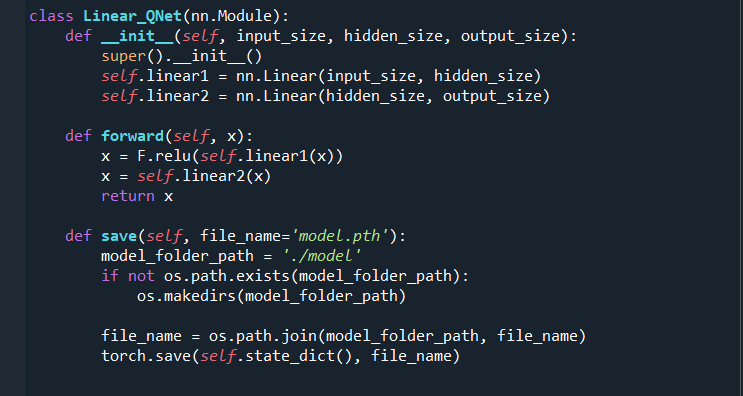 class Linear_QNet(nn.Module):
    def __init__(self, input_size, hidden_size, output_size):
        super().__init__()
        self.linear1 = nn.Linear(input_size, hidden_size)
        self.linear2 = nn.Linear(hidden_size, output_size)

    def forward(self, x):
        x = F.relu(self.linear1(x))
        x = self.linear2(x)
        return x

    def save(self, file_name='model.pth'):
        model_folder_path = './model'
        if not os.path.exists(model_folder_path):
            os.makedirs(model_folder_path)

        file_name = os.path.join(model_folder_path, file_name)
        torch.save(self.state_dict(), file_name)